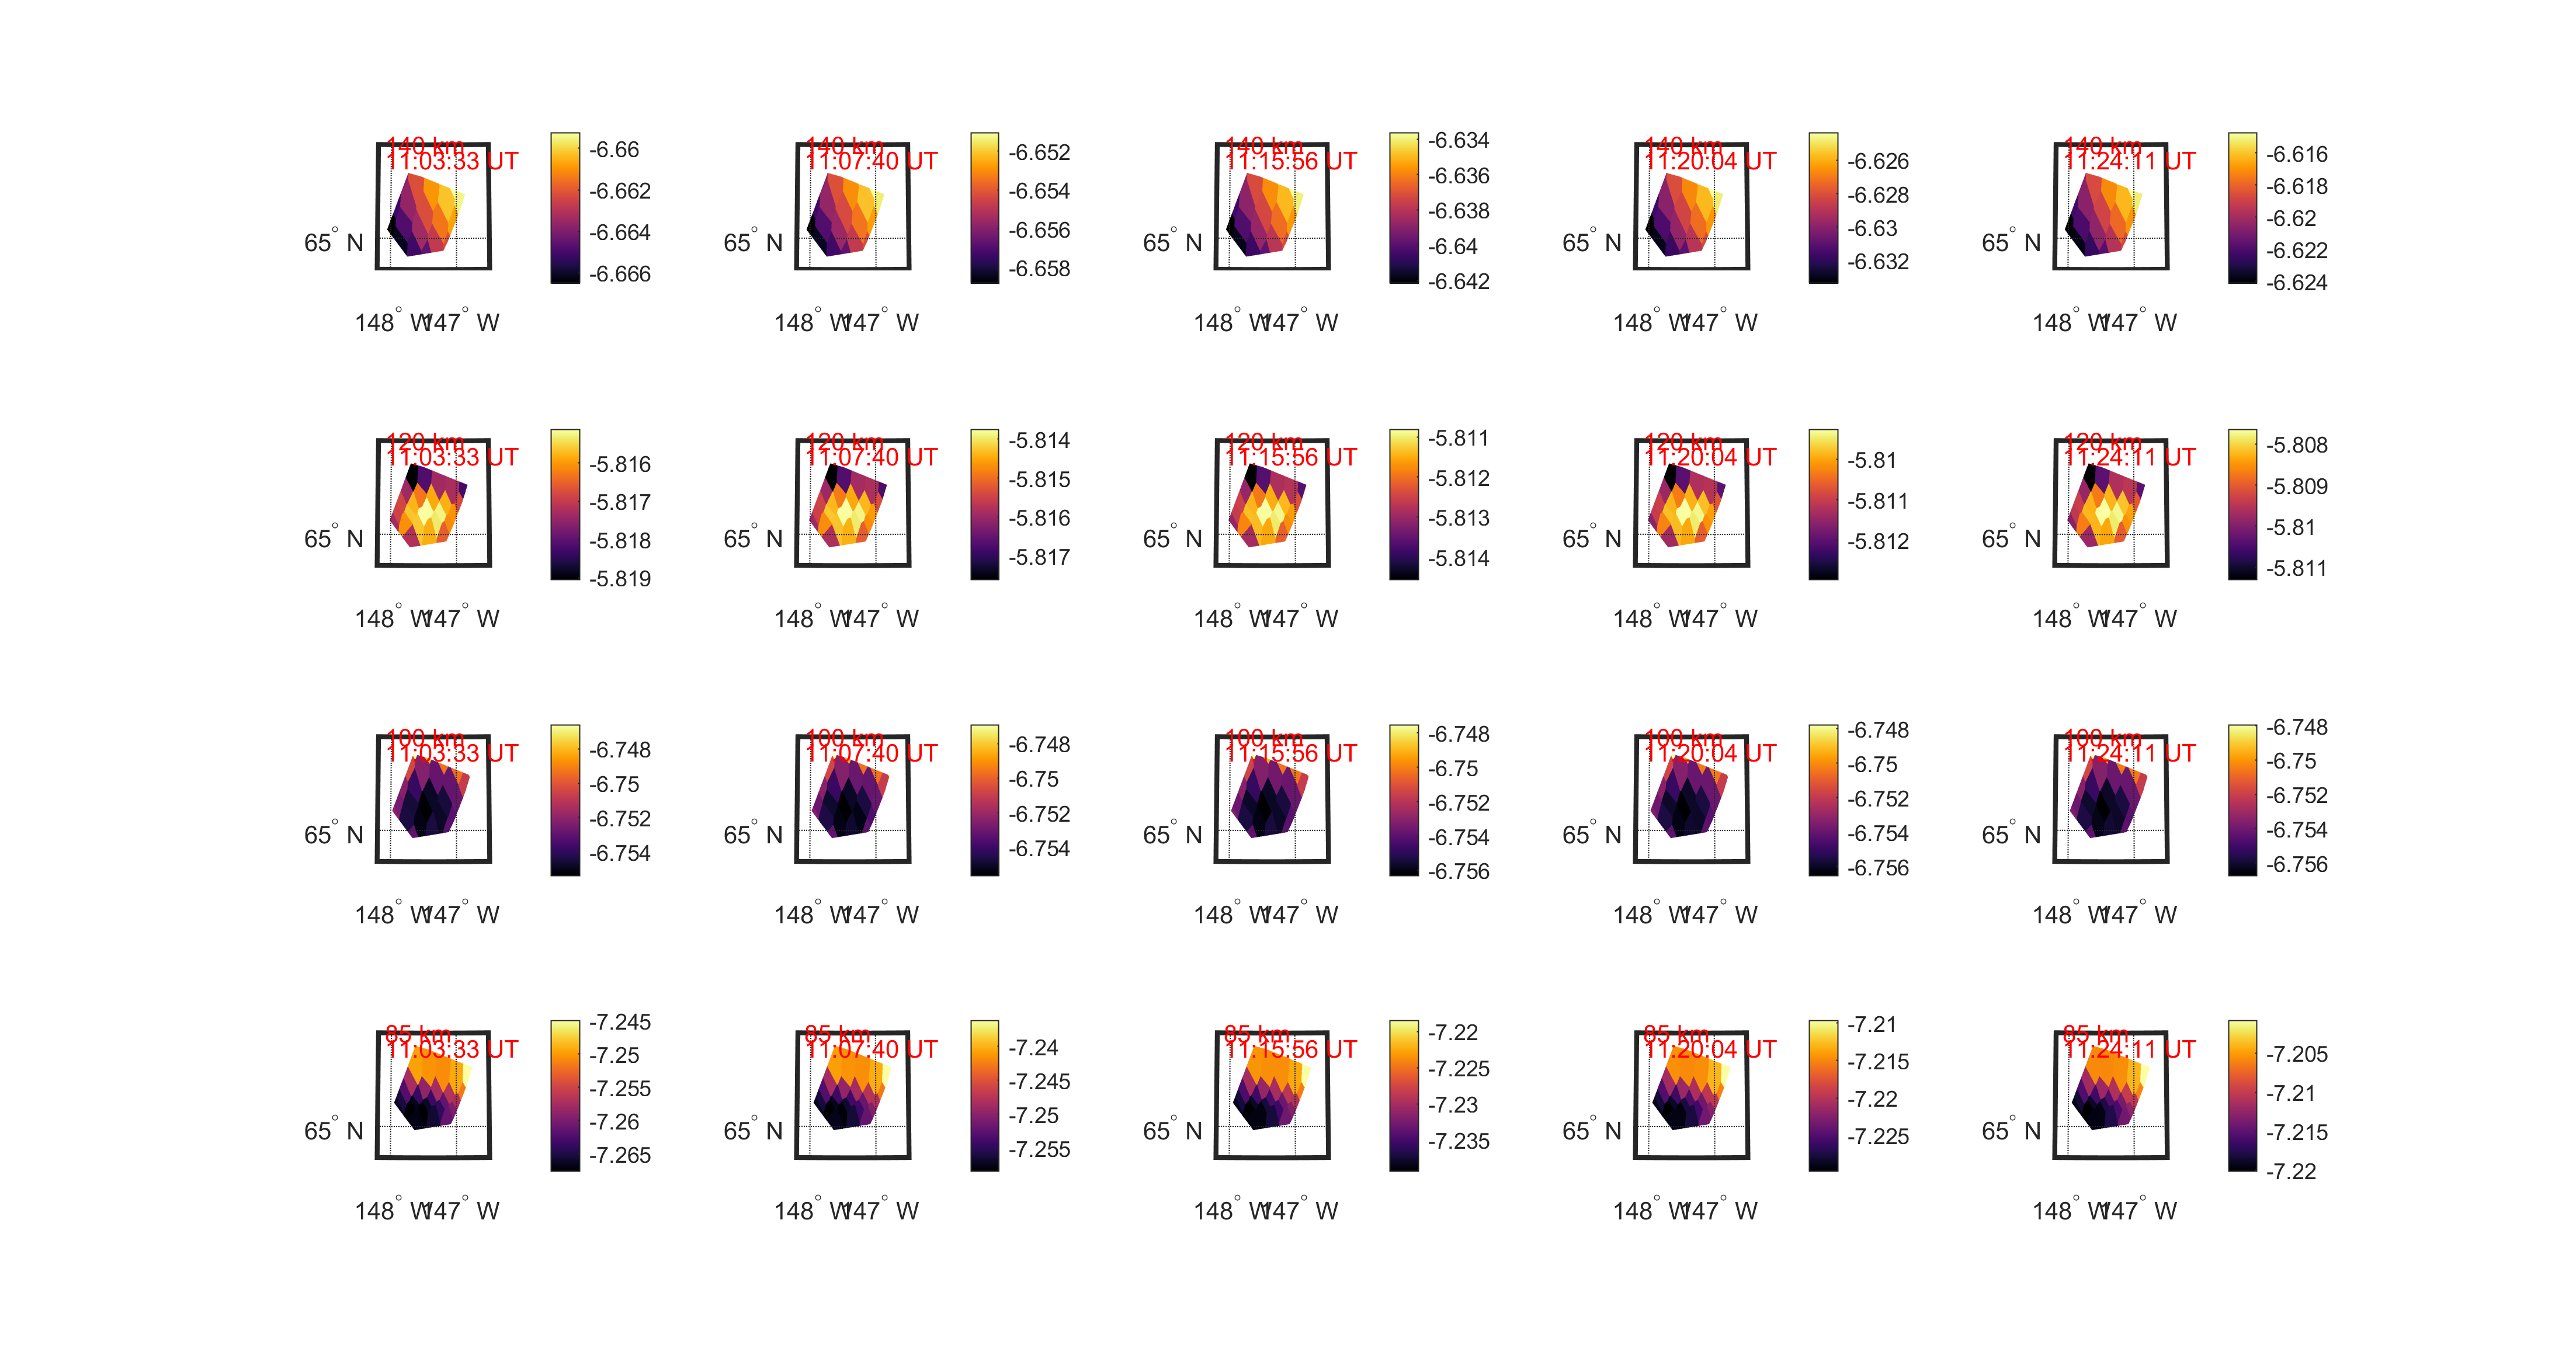 140 km
11:03:33 UT
-6.66
-6.662
-6.664
-6.666
65° N
148° W
147° W
140 km
11:07:40 UT
-6.652
-6.654
-6.656
-6.658
65° N
148° W
147° W
140 km
11:15:56 UT
-6.634
-6.636
-6.638
-6.64
-6.642
65° N
148° W
147° W
140 km
11:20:04 UT
-6.626
-6.628
-6.63
-6.632
65° N
148° W
147° W
140 km
11:24:11 UT
-6.616
-6.618
-6.62
-6.622
-6.624
65° N
148° W
147° W
120 km
11:03:33 UT
-5.816
-5.817
-5.818
-5.819
65° N
148° W
147° W
120 km
11:07:40 UT
-5.814
-5.815
-5.816
-5.817
65° N
148° W
147° W
120 km
11:15:56 UT
-5.811
-5.812
-5.813
-5.814
65° N
148° W
147° W
120 km
11:20:04 UT
-5.81
-5.811
-5.812
65° N
148° W
147° W
120 km
11:24:11 UT
-5.808
-5.809
-5.81
-5.811
65° N
148° W
147° W
100 km
11:03:33 UT
-6.748
-6.75
-6.752
-6.754
65° N
148° W
147° W
100 km
11:07:40 UT
-6.748
-6.75
-6.752
-6.754
65° N
148° W
147° W
100 km
11:15:56 UT
-6.748
-6.75
-6.752
-6.754
-6.756
65° N
148° W
147° W
100 km
11:20:04 UT
-6.748
-6.75
-6.752
-6.754
-6.756
65° N
148° W
147° W
100 km
11:24:11 UT
-6.748
-6.75
-6.752
-6.754
-6.756
65° N
148° W
147° W
85 km
11:03:33 UT
-7.245
-7.25
-7.255
-7.26
-7.265
65° N
148° W
147° W
85 km
11:07:40 UT
-7.24
-7.245
-7.25
-7.255
65° N
148° W
147° W
85 km
11:15:56 UT
-7.22
-7.225
-7.23
-7.235
65° N
148° W
147° W
85 km
11:20:04 UT
-7.21
-7.215
-7.22
-7.225
65° N
148° W
147° W
85 km
11:24:11 UT
-7.205
-7.21
-7.215
-7.22
65° N
148° W
147° W